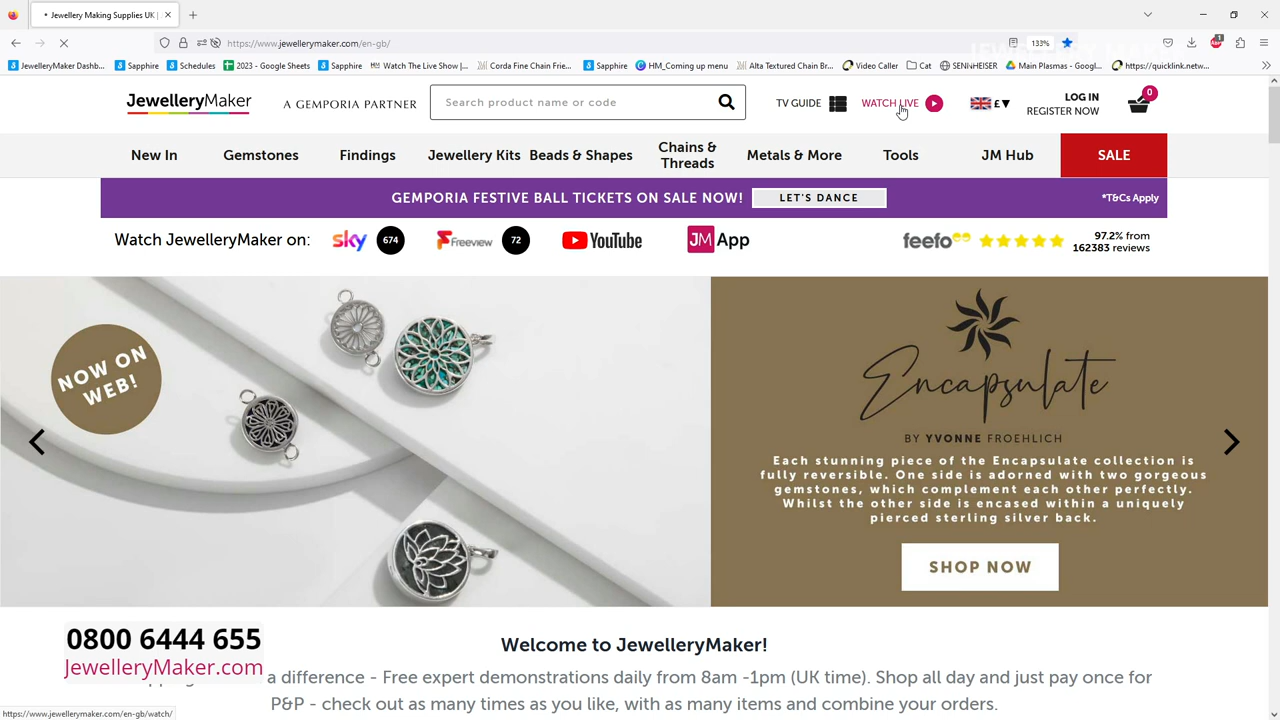 Jewellery Making Supplies UK |
https://www.jewellerymaker.com/en-gb/
133%
JewelleryMaker Dashb... Sapphire Schedules 2023 - Google Sheets Sapphire Watch The Live Show |... Corda Fine Chain Frie... Sapphire HM_Coming up menu Alta Textured Chain Br... Video Caller Cat SENNHEISER Main Plasmas - Googl... https://quicklink.netw...
JewelleryMaker A GEMPORIA PARTNER Search product name or code TV GUIDE WATCH LIVE £ LOG IN 0
REGISTER NOW
New In Gemstones Findings Jewellery Kits Beads & Shapes Chains & Threads Metals & More Tools JM Hub SALE
GEMPORIA FESTIVE BALL TICKETS ON SALE NOW! LET'S DANCE *T&Cs Apply
Watch JewelleryMaker on: sky 674 Freeview 72 YouTube JM App feefo 97.2% from
162383 reviews
NOW ON
WEB!
Encapsulate
BY YVONNE FROEHLICH
Each stunning piece of the Encapsulate collection is
fully reversible. One side is adorned with two gorgeous
gemstones, which complement each other perfectly.
Whilst the other side is encased within a uniquely
pierced sterling silver back.
SHOP NOW
0800 6444 655
JewelleryMaker.com
Welcome to JewelleryMaker!
a difference - Free expert demonstrations daily from 8am -1pm (UK time). Shop all day and just pay once for
P&P - check out as many times as you like, with as many items and combine your orders.
https://www.jewellerymaker.com/en-gb/watch/